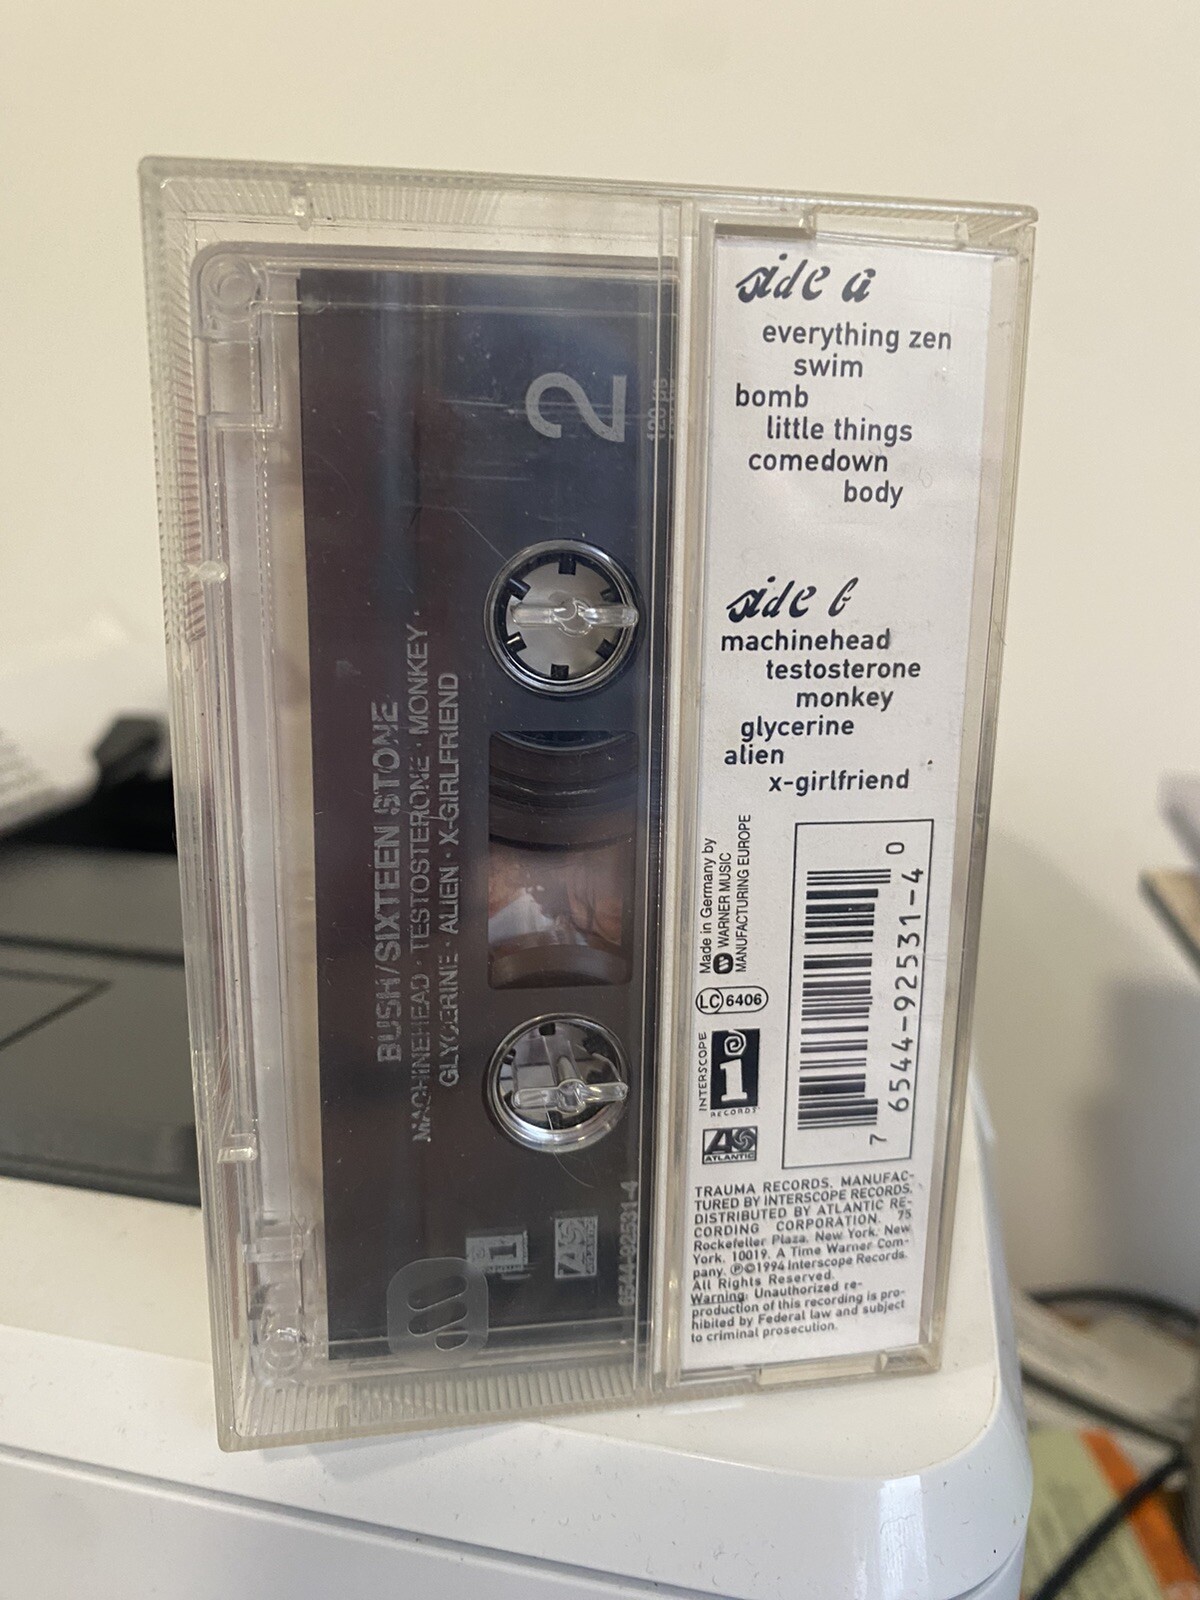 side a
everything zen
swim
bomb
little things
comedown
body
side b
machinehead
testosterone
monkey
glycerine
alien
x-girlfriend
Made in Germany by
WARNER MUSIC
MANUFACTURING EUROPE
LC 6406
INTERSCOPE
RECORDS
ATLANTIC
7 6544-92531-4 0
TRAUMA RECORDS. MANUFAC-
TURED BY INTERSCOPE RECORDS.
DISTRIBUTED BY ATLANTIC RE-
CORDING CORPORATION. 75
Rockefeller Plaza. New York. New
York. 10019. A Time Warner Com-
pany. ℗©1994 Interscope Records.
All Rights Reserved.
Warning: Unauthorized re-
production of this recording is pro-
hibited by Federal law and subject
to criminal prosecution.
2
120 µs
BUSH/SIXTEEN STONE
MACHINEHEAD · TESTOSTERONE · MONKEY ·
GLYCERINE · ALIEN · X-GIRLFRIEND
ATLANTIC
6544-92531-4